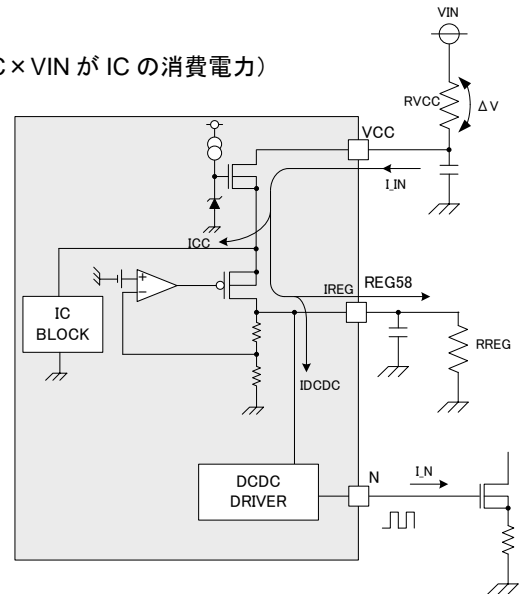 VIN
C×VIN が IC の消費電力）
RVCC
ΔV
VCC
I_IN
ICC
IREG
REG58
IC
BLOCK
RREG
IDCDC
DCDC
DRIVER
N
I_N